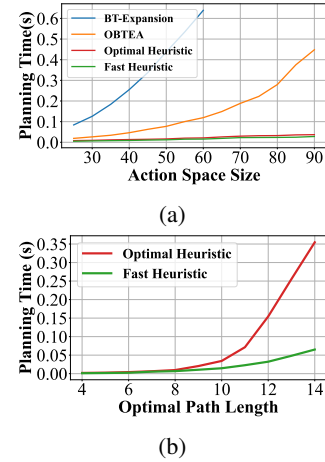 BT-Expansion
OBTEA
Optimal Heuristic
Fast Heuristic
Planning Time(s)
0.6
0.5
0.4
0.3
0.2
0.1
0.0
30 40 50 60 70 80 90
Action Space Size
(a)
Optimal Heuristic
Fast Heuristic
Planning Time (s)
0.35
0.30
0.25
0.20
0.15
0.10
0.05
0.00
4 6 8 10 12 14
Optimal Path Length
(b)